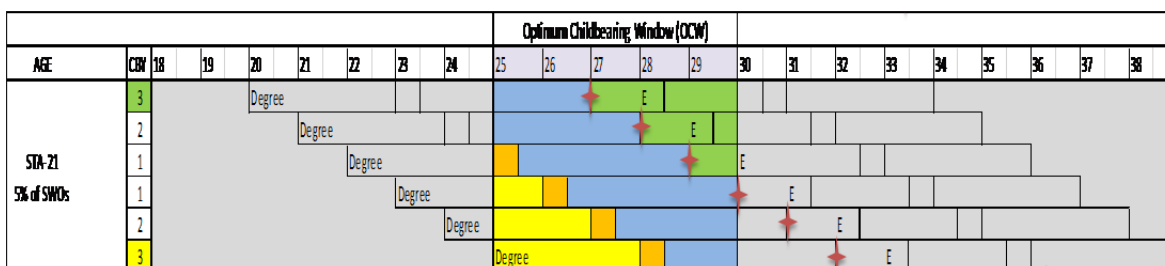 Optimum Childbearing Window (OCW)
AGE CBY 18 19 20 21 22 23 24 25 26 27 28 29 30 31 32 33 34 35 36 37 38
3 Degree E
2 Degree E
STA-21 1 Degree E
5% of SWOs 1 Degree E
2 Degree E
3 Degree E